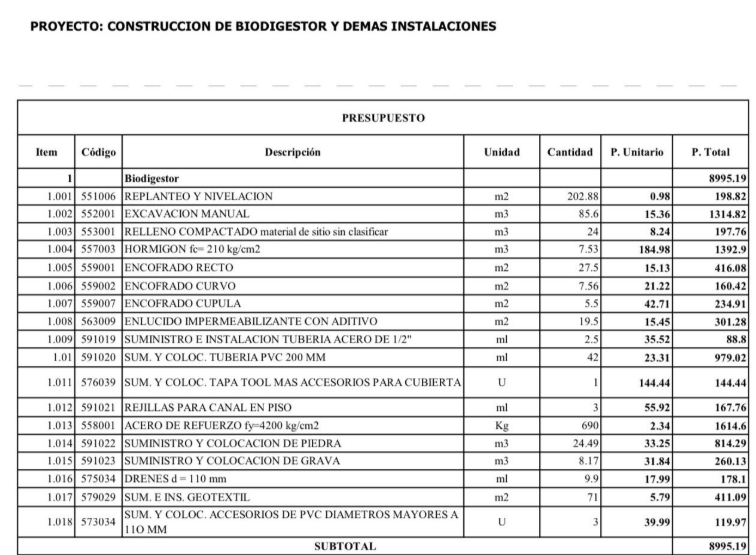 PROYECTO: CONSTRUCCION DE BIODIGESTOR Y DEMAS INSTALACIONES
PRESUPUESTO
Item Código Descripción Unidad Cantidad P. Unitario P. Total
1 Biodigestor 8995.19
1.001 551006 REPLANTEO Y NIVELACION m2 202.88 0.98 198.82
1.002 552001 EXCAVACION MANUAL m3 85.6 15.36 1314.82
1.003 553001 RELLENO COMPACTADO material de sitio sin clasificar m3 24 8.24 197.76
1.004 557003 HORMIGON fc= 210 kg/cm2 m3 7.53 184.98 1392.9
1.005 559001 ENCOFRADO RECTO m2 27.5 15.13 416.08
1.006 559002 ENCOFRADO CURVO m2 7.56 21.22 160.42
1.007 559007 ENCOFRADO CUPULA m2 5.5 42.71 234.91
1.008 563009 ENLUCIDO IMPERMEABILIZANTE CON ADITIVO m2 19.5 15.45 301.28
1.009 591019 SUMINISTRO E INSTALACION TUBERIA ACERO DE 1/2" ml 2.5 35.52 88.8
1.01 591020 SUM. Y COLOC. TUBERIA PVC 200 MM ml 42 23.31 979.02
1.011 576039 SUM. Y COLOC. TAPA TOOL MAS ACCESORIOS PARA CUBIERTA U 1 144.44 144.44
1.012 591021 REJILLAS PARA CANAL EN PISO ml 3 55.92 167.76
1.013 558001 ACERO DE REFUERZO fy=4200 kg/cm2 Kg 690 2.34 1614.6
1.014 591022 SUMINISTRO Y COLOCACION DE PIEDRA m3 24.49 33.25 814.29
1.015 591023 SUMINISTRO Y COLOCACION DE GRAVA m3 8.17 31.84 260.13
1.016 575034 DRENES d = 110 mm ml 9.9 17.99 178.1
1.017 579029 SUM. E INS. GEOTEXTIL m2 71 5.79 411.09
1.018 573034 SUM. Y COLOC. ACCESORIOS DE PVC DIAMETROS MAYORES A
11O MM U 3 39.99 119.97
SUBTOTAL 8995.19